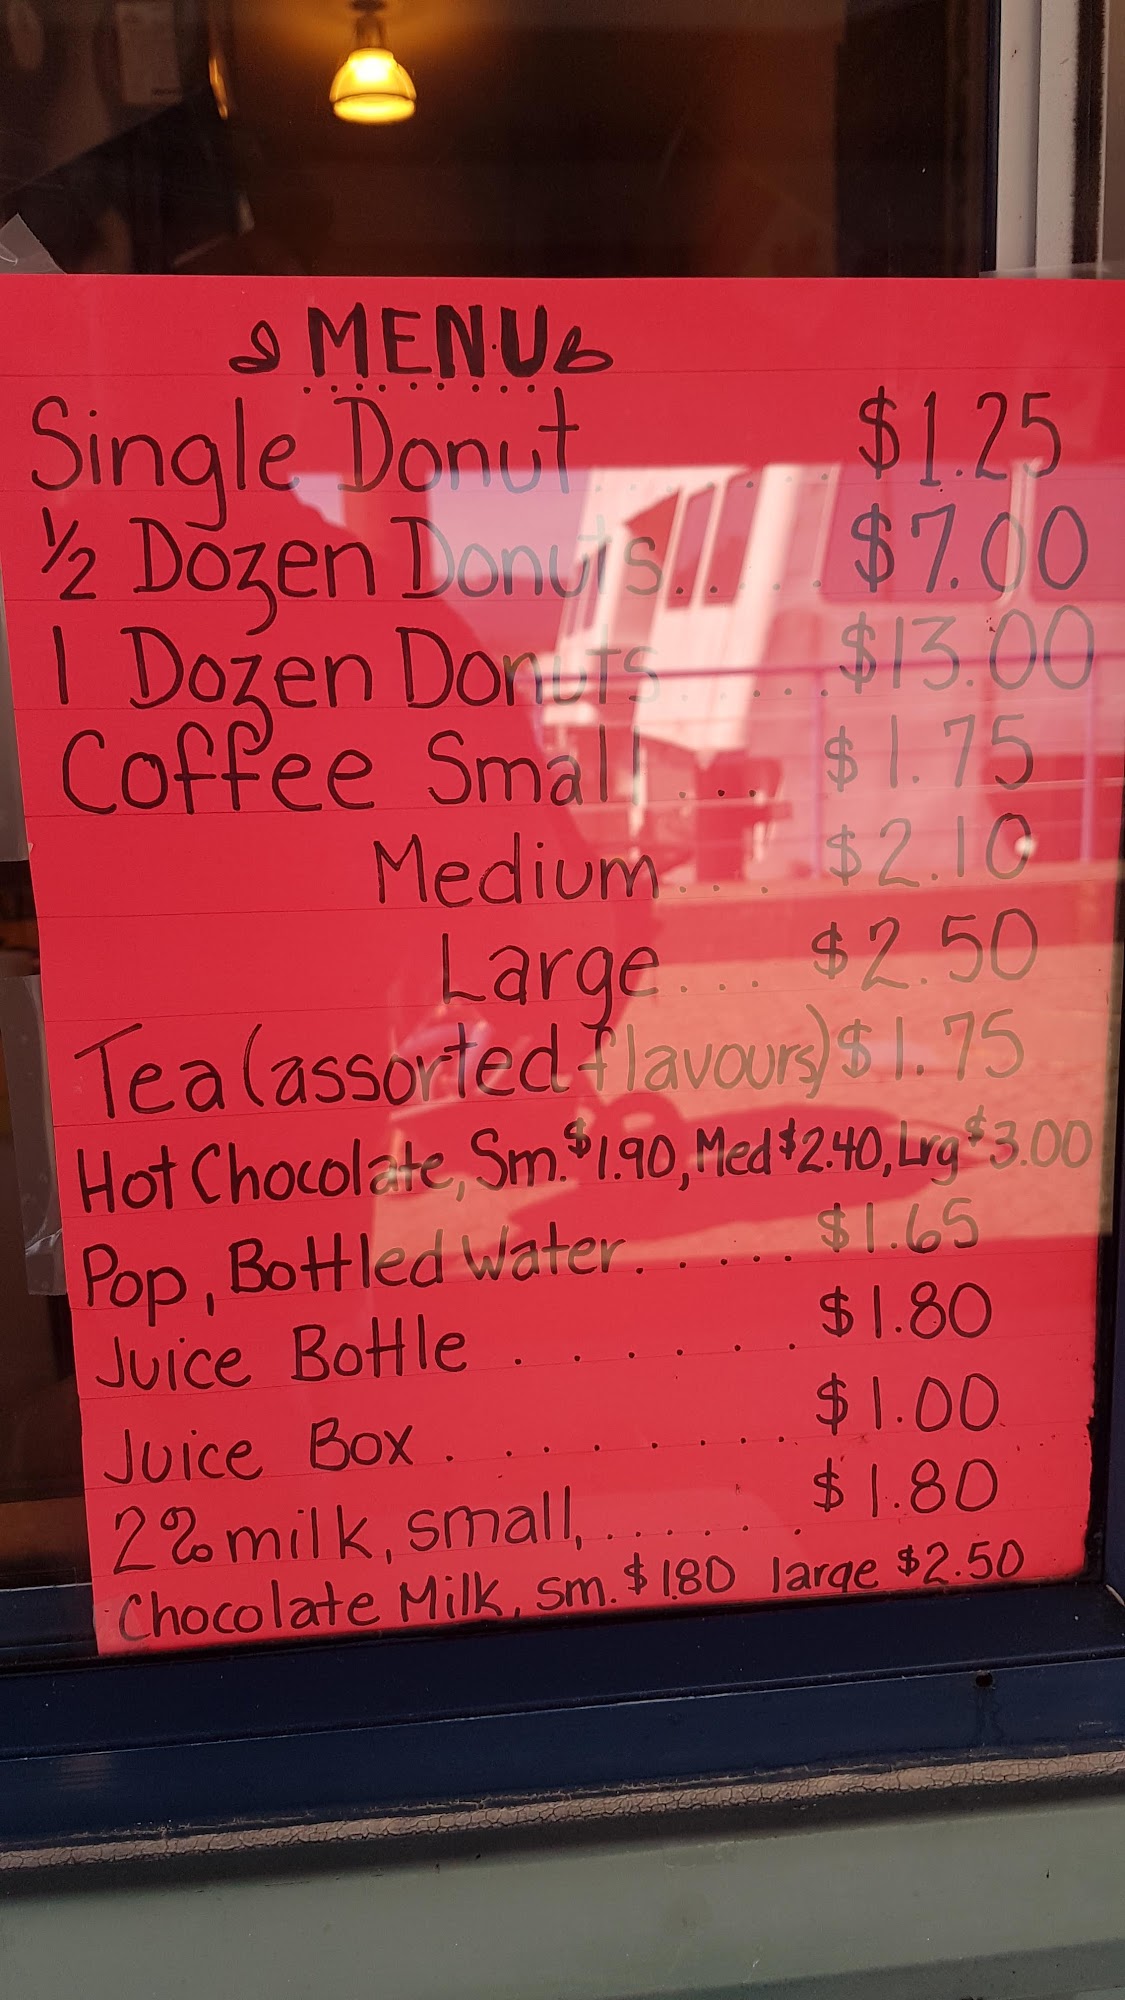 MENU
Single Donut........ $1.25
½ Dozen Donuts..... $7.00
1 Dozen Donuts..... $13.00
Coffee Small.... $1.75
Medium.... $2.10
Large.... $2.50
Tea (assorted flavours) $1.75
Hot Chocolate, Sm. $1.90, Med $2.40, Lrg $3.00
Pop, Bottled Water...... $1.65
Juice Bottle........ $1.80
Juice Box......... $1.00
2% milk, small,...... $1.80
Chocolate Milk, sm. $1.80 large $2.50